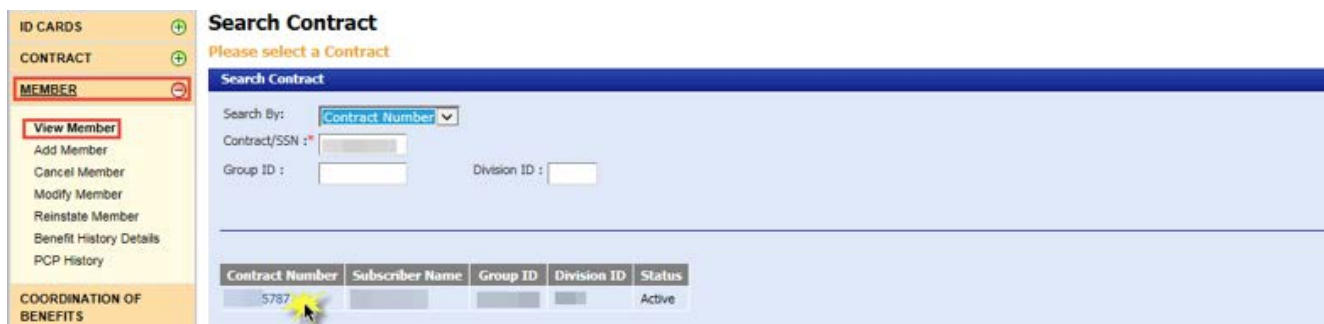 ID CARDS
CONTRACT
MEMBER
View Member
Add Member
Cancel Member
Modify Member
Reinstate Member
Benefit History Details
PCP History
COORDINATION OF
BENEFITS
Search Contract
Please select a Contract
Search Contract
Search By: Contract Number
Contract/SSN :*
Group ID : Division ID :
Contract Number Subscriber Name Group ID Division ID Status
5787 Active